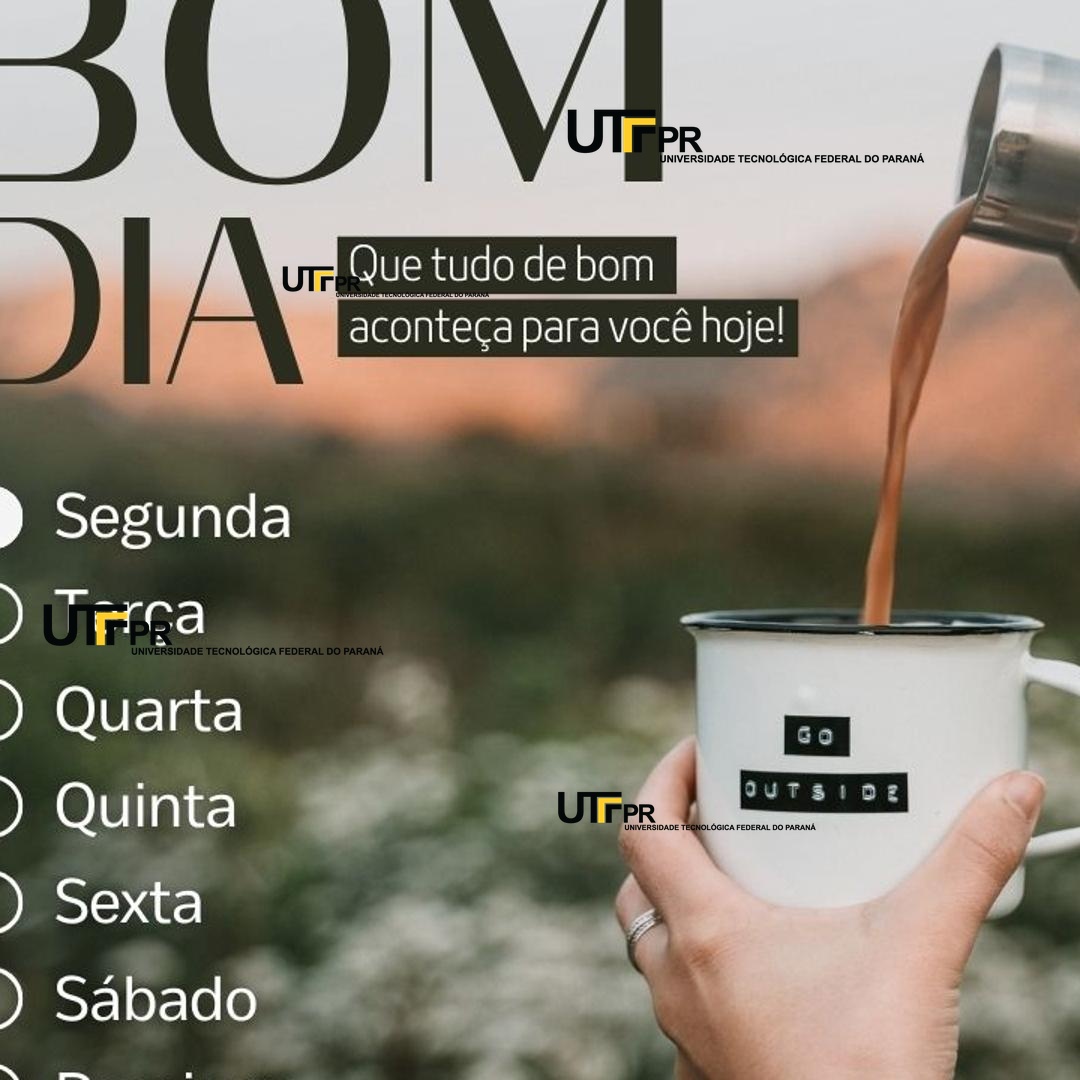 BOM
UTFPR
UNIVERSIDADE TECNOLÓGICA FEDERAL DO PARANÁ
DIA
Que tudo de bom
UTFPR
UNIVERSIDADE TECNOLÓGICA FEDERAL DO PARANÁ
aconteça para você hoje!
Segunda
Terça
UTFPR
UNIVERSIDADE TECNOLÓGICA FEDERAL DO PARANÁ
Quarta
GO
OUTSIDE
Quinta
UTFPR
UNIVERSIDADE TECNOLÓGICA FEDERAL DO PARANÁ
Sexta
Sábado